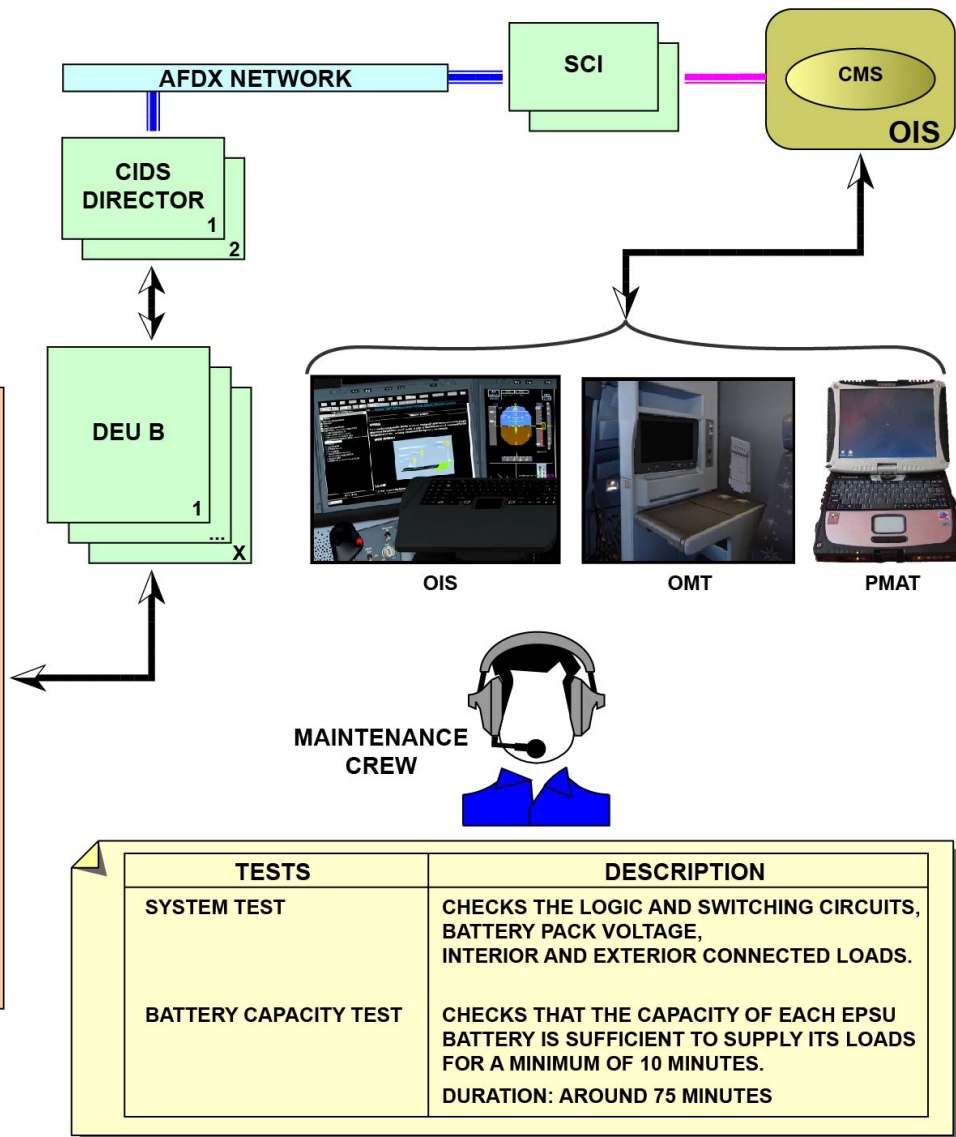 AFDX NETWORK
SCI
CMS
OIS
CIDS
DIRECTOR
1
2
DEU B
1
...
X
OIS
OMT
PMAT
MAINTENANCE
CREW
TESTS
DESCRIPTION
SYSTEM TEST
CHECKS THE LOGIC AND SWITCHING CIRCUITS,
BATTERY PACK VOLTAGE,
INTERIOR AND EXTERIOR CONNECTED LOADS.
BATTERY CAPACITY TEST
CHECKS THAT THE CAPACITY OF EACH EPSU
BATTERY IS SUFFICIENT TO SUPPLY ITS LOADS
FOR A MINIMUM OF 10 MINUTES.
DURATION: AROUND 75 MINUTES